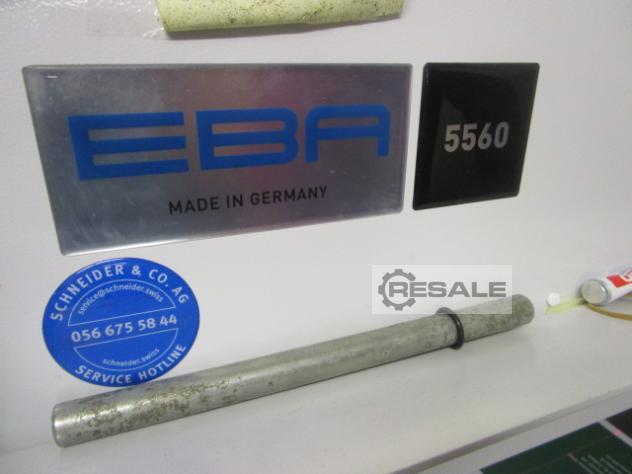 EBA
MADE IN GERMANY
5560
SCHNEIDER & CO. AG
service@schneider.swiss
056 675 58 44
schneider.swiss
SERVICE HOTLINE
RESALE